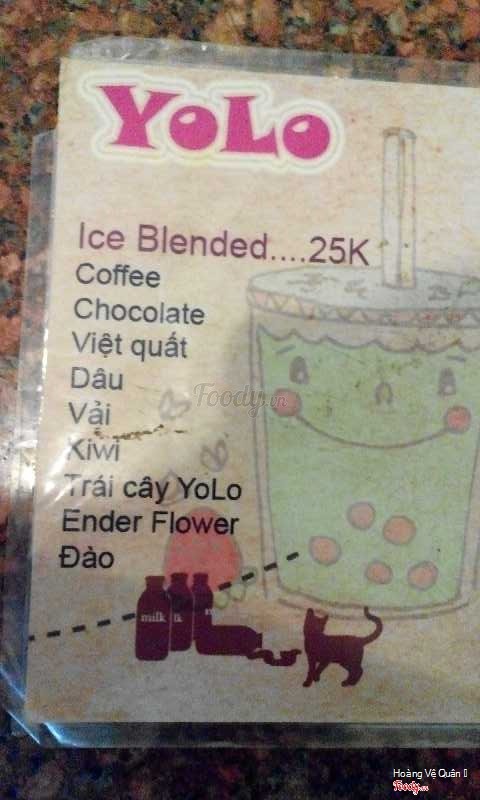 YoLo
Ice Blended....25K
Coffee
Chocolate
Việt quất
Dâu
Vải
Kiwi
Trái cây YoLo
Ender Flower
Đào
milk
lk
Foody.vn
Hoàng Vệ Quân
Foody.vn